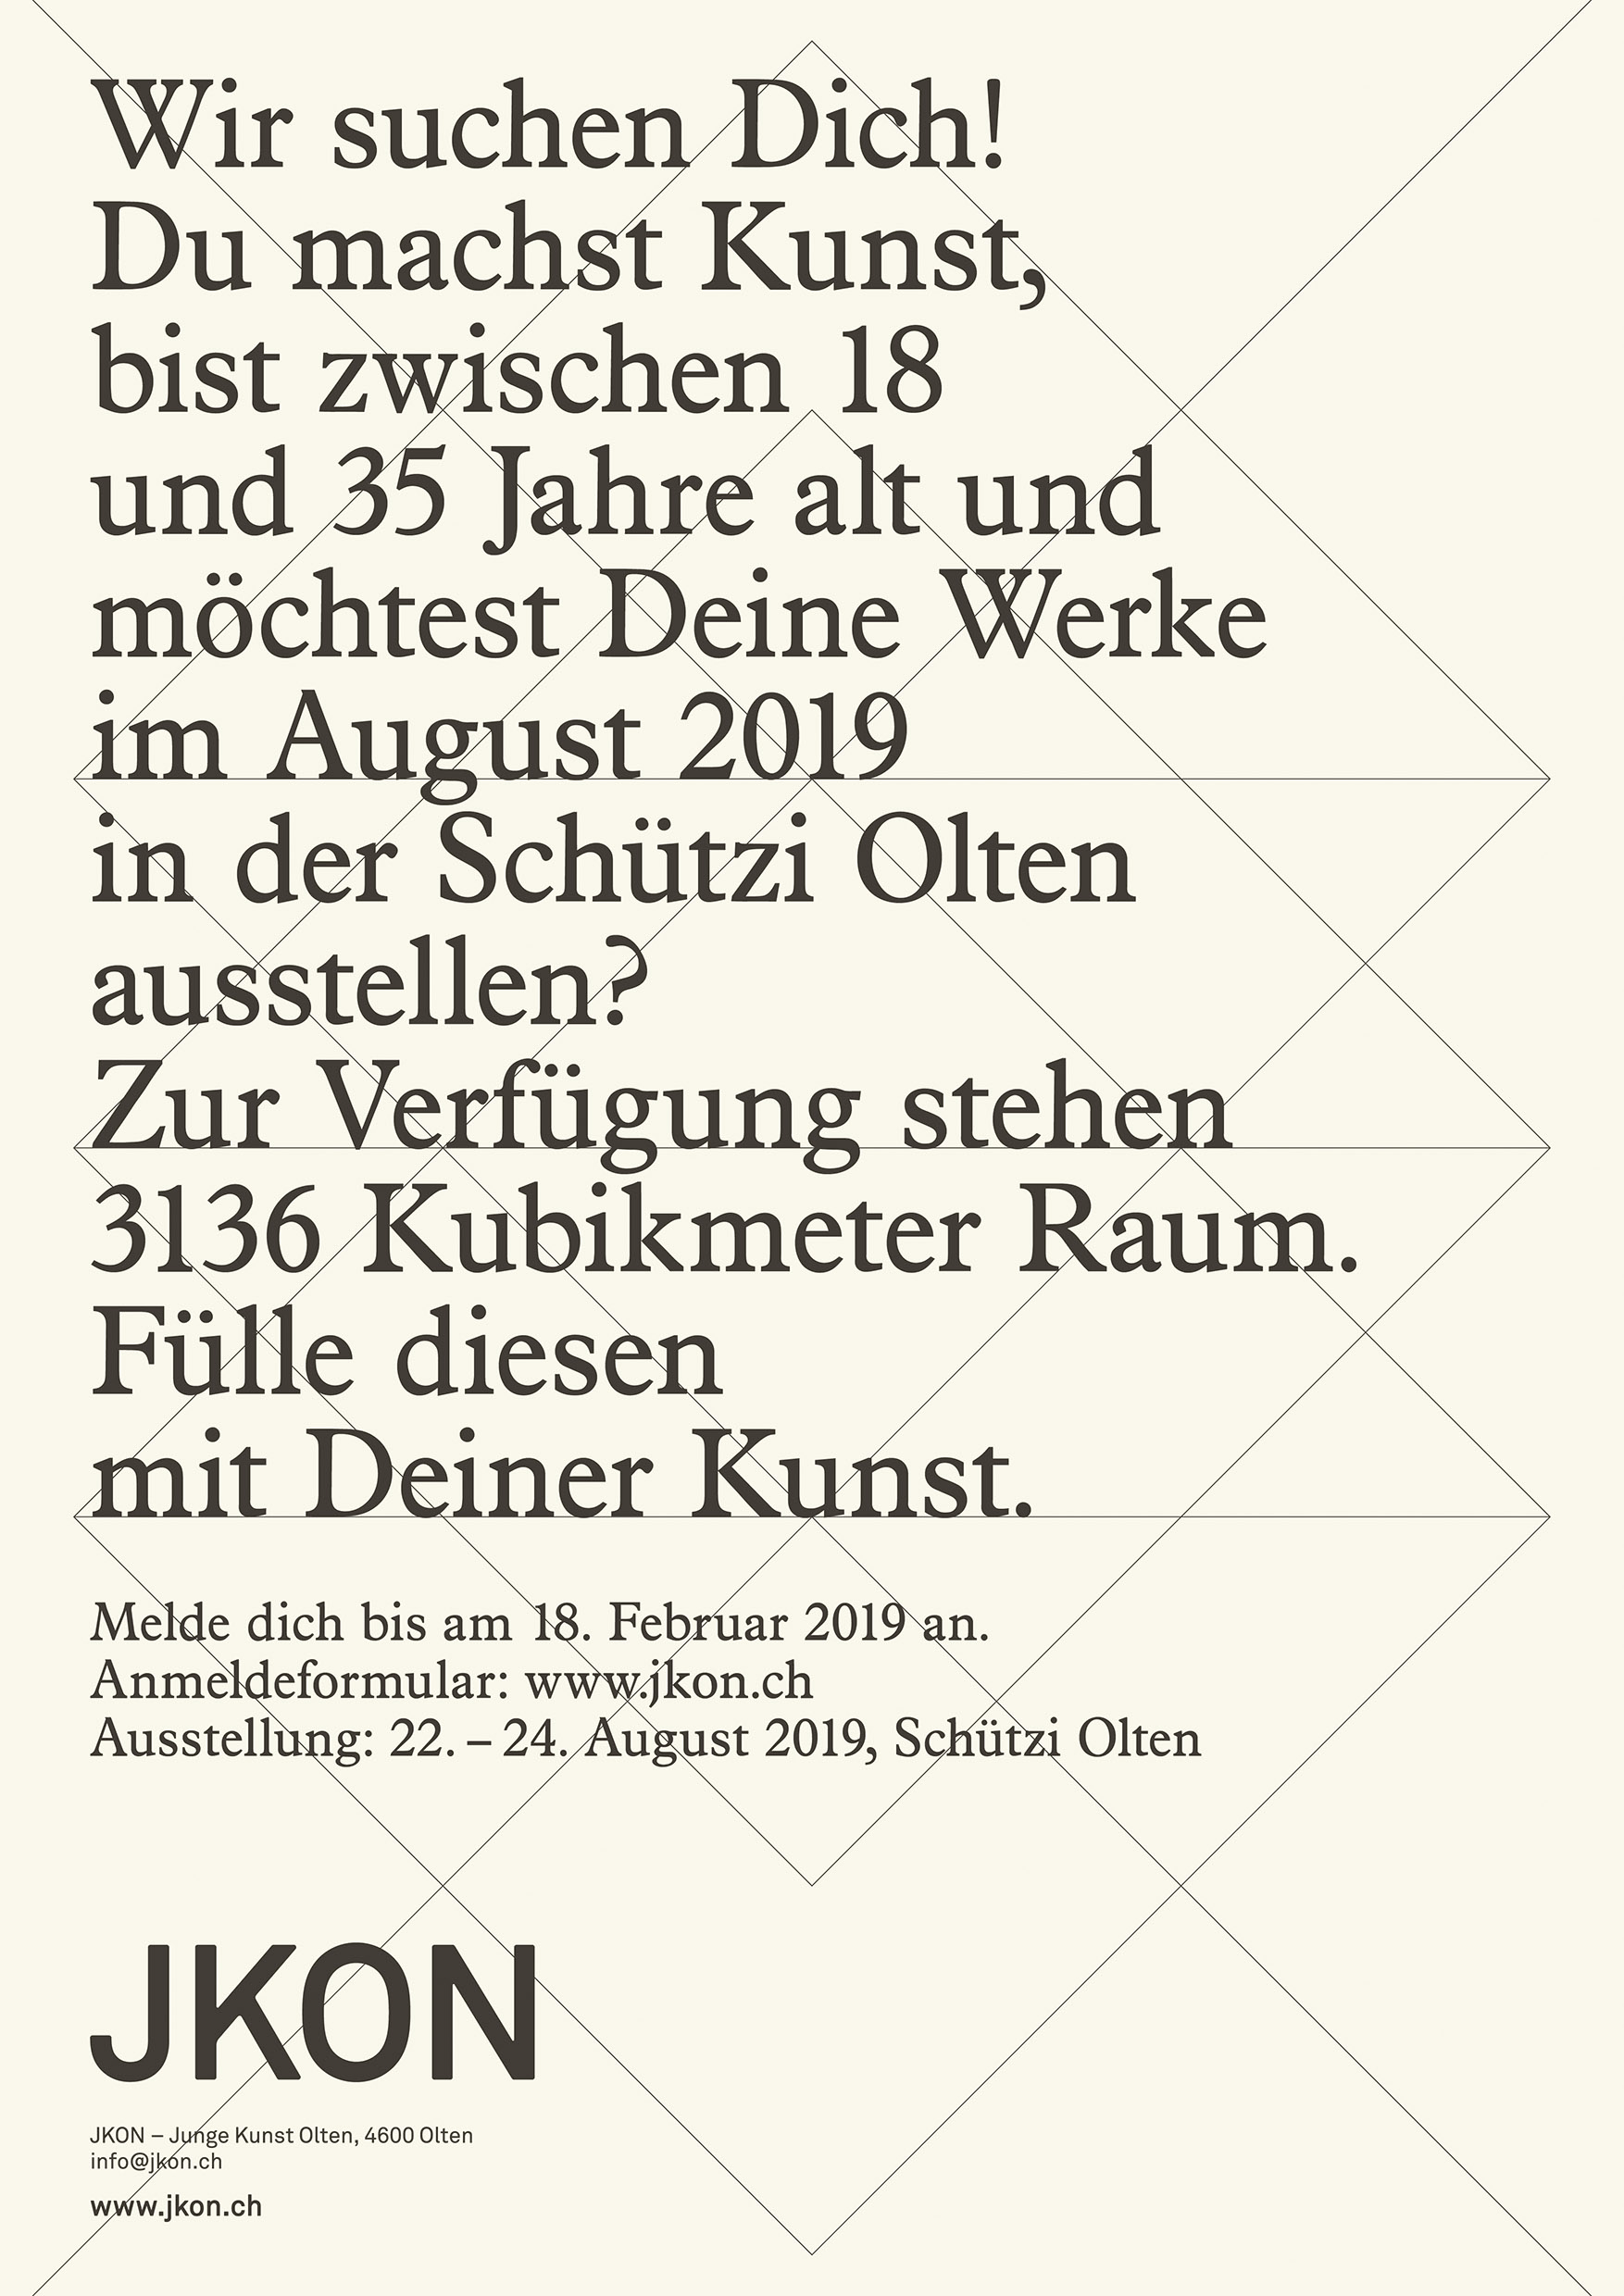 Wir suchen Dich!
Du machst Kunst,
bist zwischen 18
und 35 Jahre alt und
möchtest Deine Werke
im August 2019
in der Schützi Olten
ausstellen?
Zur Verfügung stehen
3136 Kubikmeter Raum.
Fülle diesen
mit Deiner Kunst.
Melde dich bis am 18. Februar 2019 an.
Anmeldeformular: www.jkon.ch
Ausstellung: 22. – 24. August 2019, Schützi Olten
JKON
JKON – Junge Kunst Olten, 4600 Olten
info@jkon.ch
www.jkon.ch